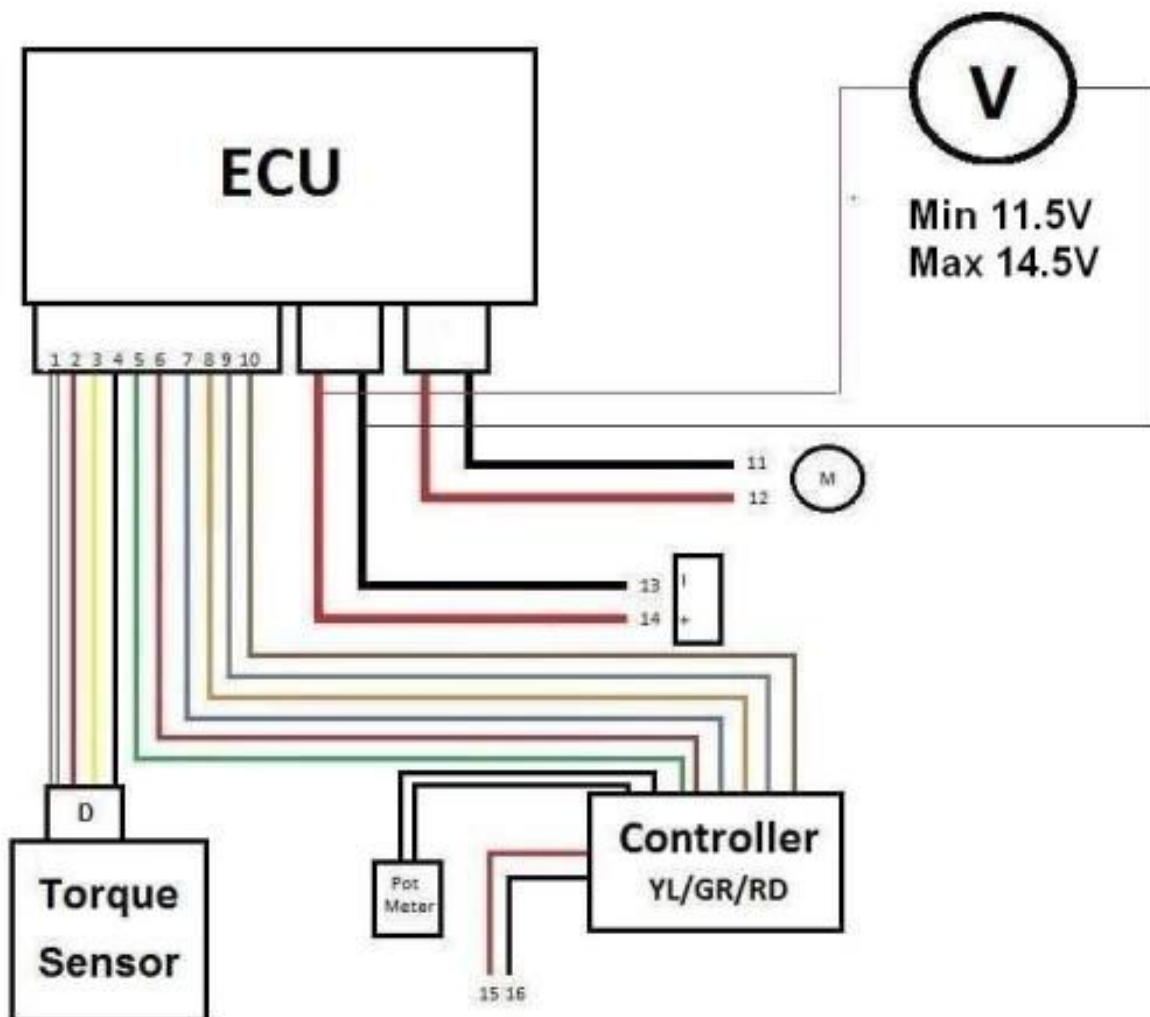 ECU
V
Min 11.5V
Max 14.5V
1 2 3 4 5 6 7 8 9 10
+
11
M
12
13 I
14 +
D
Torque
Sensor
Pot
Meter
Controller
YL/GR/RD
15 16